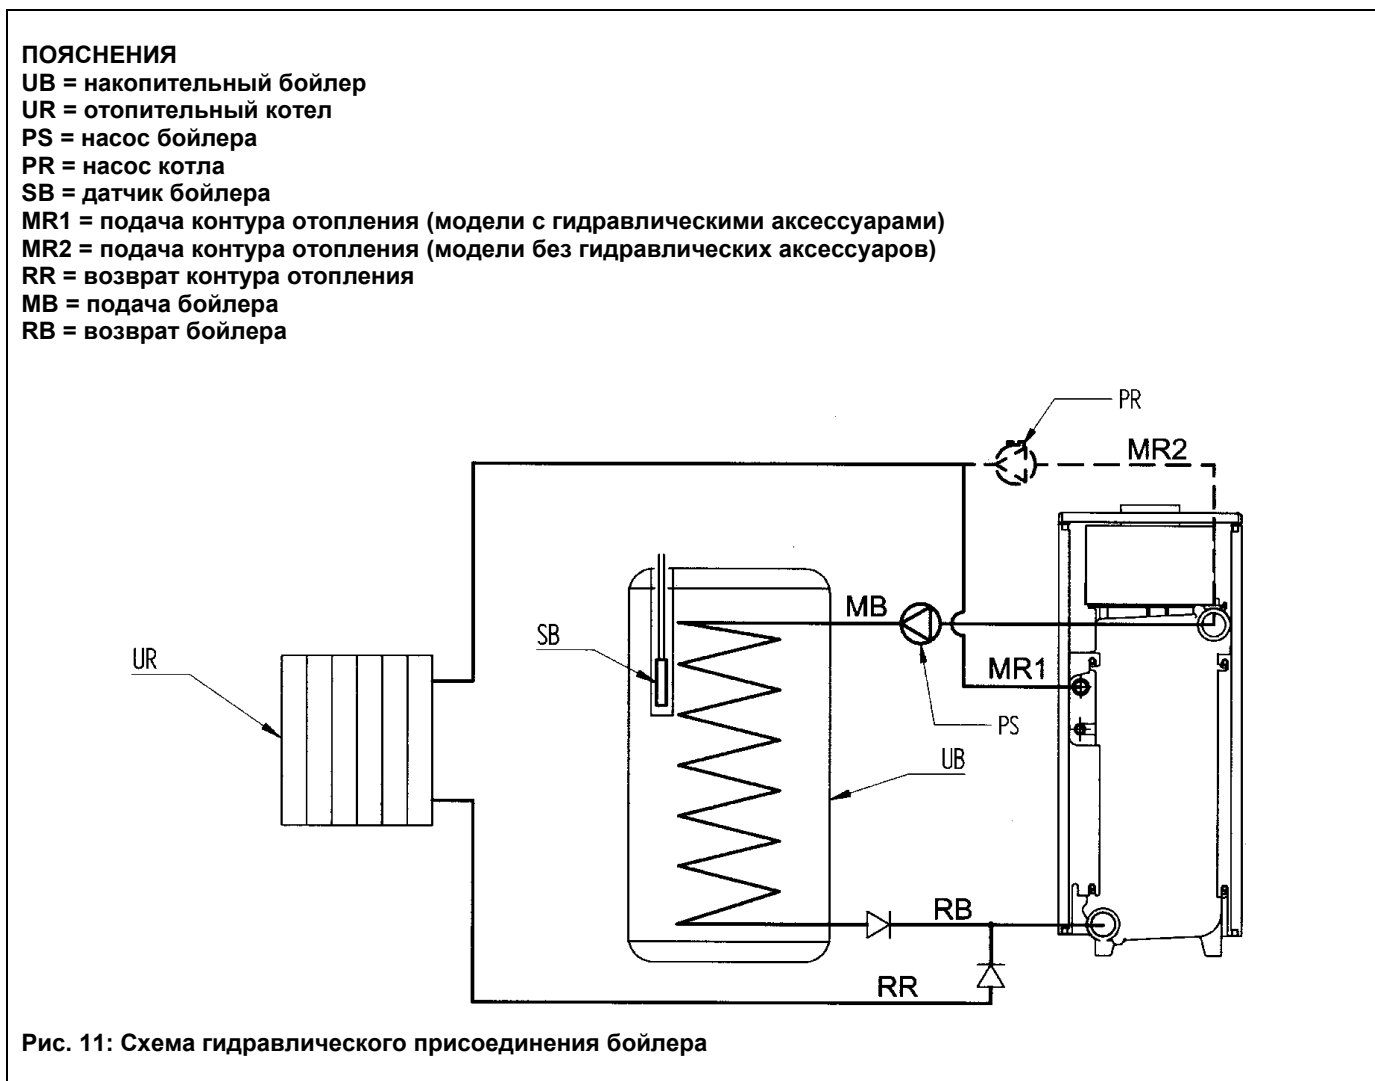 ПОЯСНЕНИЯ
UB = накопительный бойлер
UR = отопительный котел
PS = насос бойлера
PR = насос котла
SB = датчик бойлера
MR1 = подача контура отопления (модели с гидравлическими аксессуарами)
MR2 = подача контура отопления (модели без гидравлических аксессуаров)
RR = возврат контура отопления
MB = подача бойлера
RB = возврат бойлера
PR
MR2
MB
SB
UR
MR1
PS
UB
RB
RR
Рис. 11: Схема гидравлического присоединения бойлера